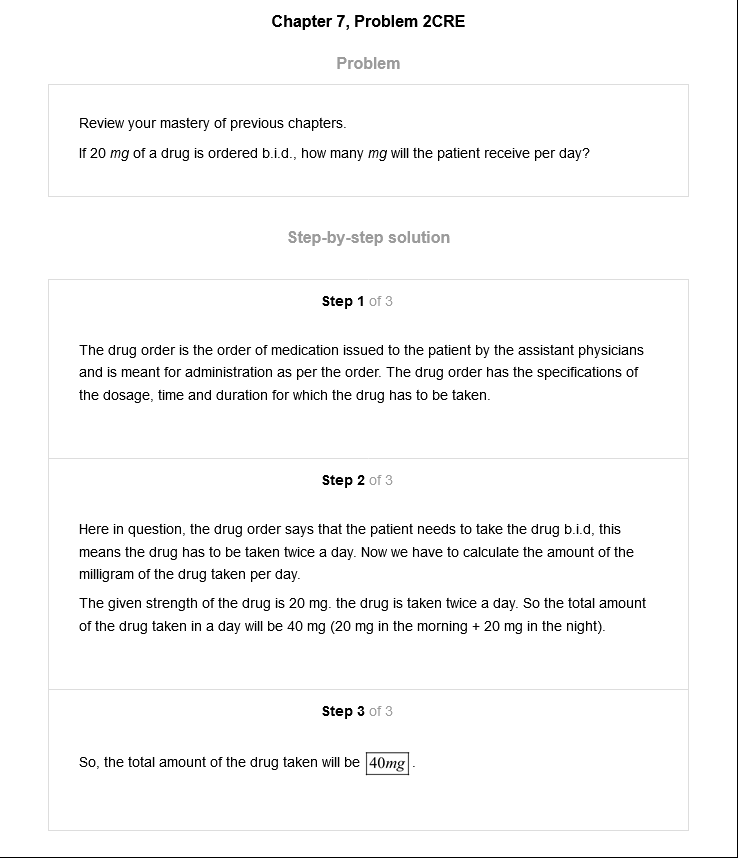 Chapter 7, Problem 2CRE
Problem
Review your mastery of previous chapters.
If 20 mg of a drug is ordered b.i.d., how many mg will the patient receive per day?
Step-by-step solution
Step 1 of 3
The drug order is the order of medication issued to the patient by the assistant physicians
and is meant for administration as per the order. The drug order has the specifications of
the dosage, time and duration for which the drug has to be taken.
Step 2 of 3
Here in question, the drug order says that the patient needs to take the drug b.i.d, this
means the drug has to be taken twice a day. Now we have to calculate the amount of the
milligram of the drug taken per day.
The given strength of the drug is 20 mg. the drug is taken twice a day. So the total amount
of the drug taken in a day will be 40 mg (20 mg in the morning + 20 mg in the night).
Step 3 of 3
So, the total amount of the drug taken will be 40mg .